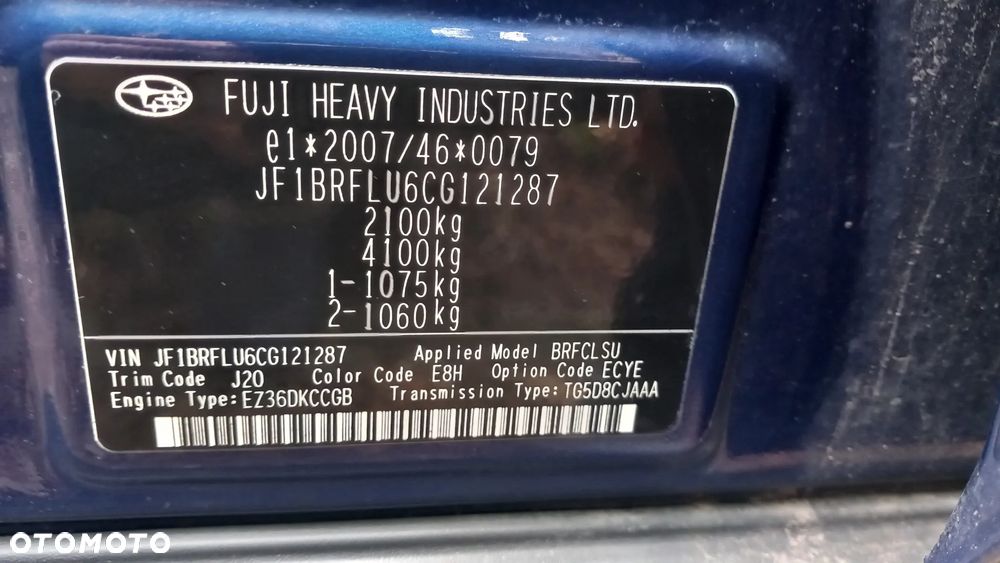 FUJI HEAVY INDUSTRIES LTD.
e1*2007/46*0079
JF1BRFLU6CG121287
2100kg
4100kg
1-1075kg
2-1060kg
VIN JF1BRFLU6CG121287 Applied Model BRFCLSU
Trim Code J20 Color Code E8H Option Code ECYE
Engine Type: EZ36DKCCGB Transmission Type: TG5D8CJAAA
OTOMOTO